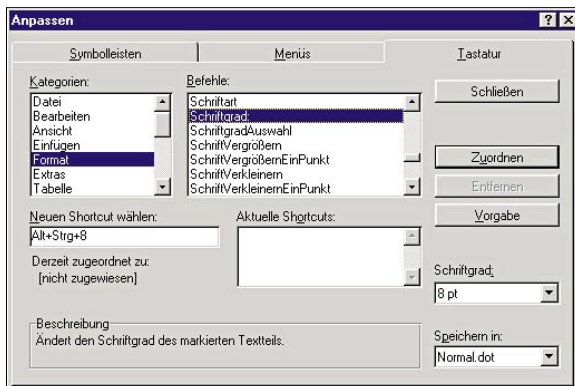 Anpassen
Symbolleisten
Menüs
Tastatur
Kategorien:
Datei
Bearbeiten
Ansicht
Einfügen
Format
Extras
Tabelle
Befehle:
Schriftart
Schriftgrad:
SchriftgradAuswahl
SchriftVergrößern
SchriftVergrößernEinPunkt
SchriftVerkleinern
SchriftVerkleinernEinPunkt
Schließen
Zuordnen
Entfernen
Vorgabe
Neuen Shortcut wählen:
Alt+Strg+8
Derzeit zugeordnet zu:
[nicht zugewiesen]
Aktuelle Shortcuts:
Schriftgrad:
8 pt
Beschreibung
Ändert den Schriftgrad des markierten Textteils.
Speichern in:
Normal.dot